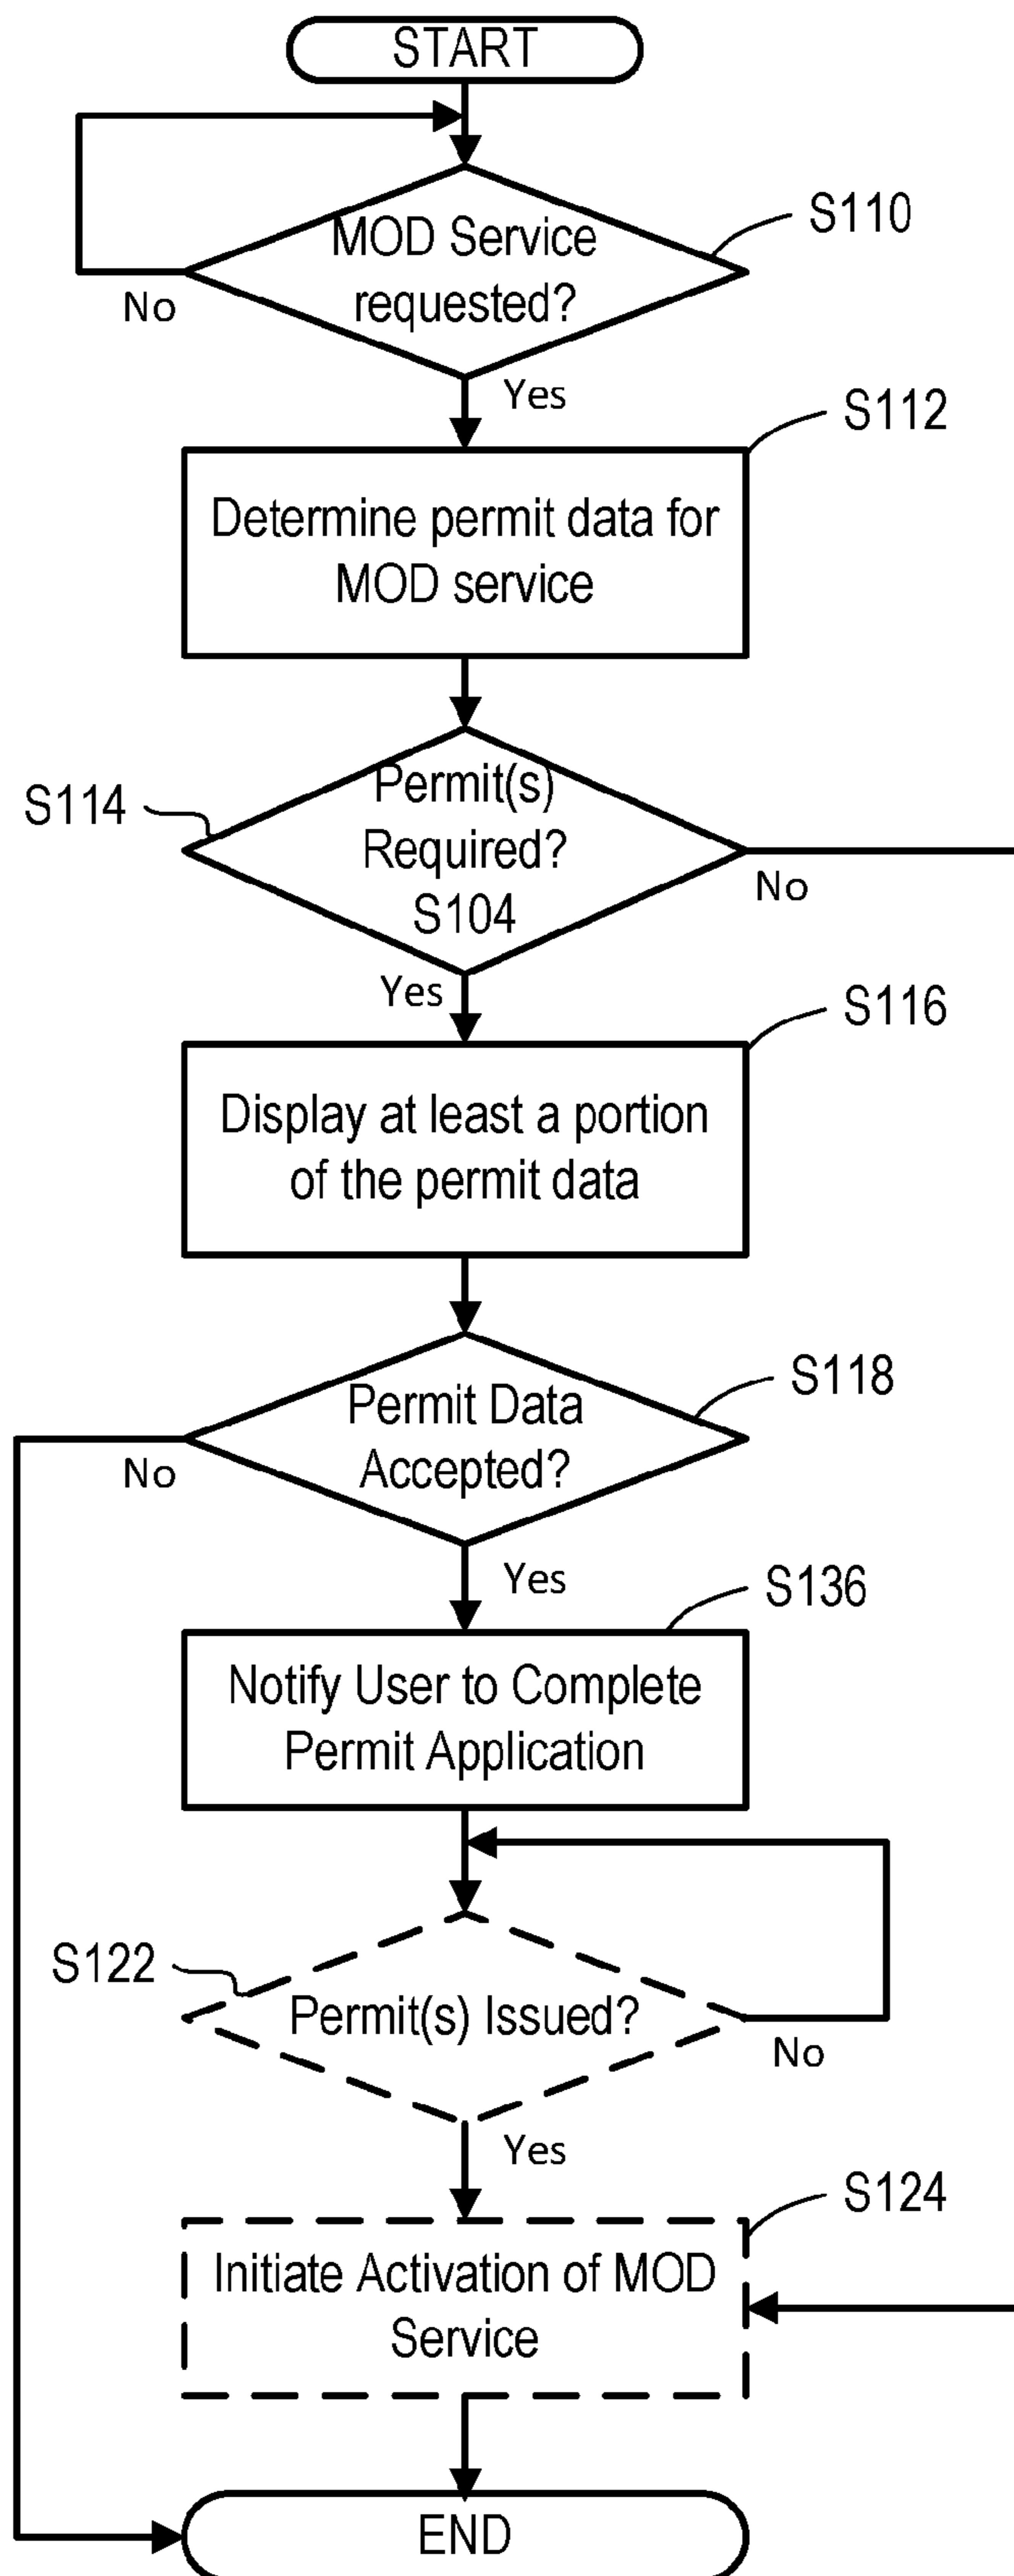 START
MOD Service
requested?
S110
No
Yes
S112
Determine permit data for
MOD service
S114
Permit(s)
Required?
S104
No
Yes
S116
Display at least a portion
of the permit data
S118
Permit Data
Accepted?
No
Yes
S136
Notify User to Complete
Permit Application
S122
Permit(s) Issued?
No
Yes
S124
Initiate Activation of MOD
Service
END